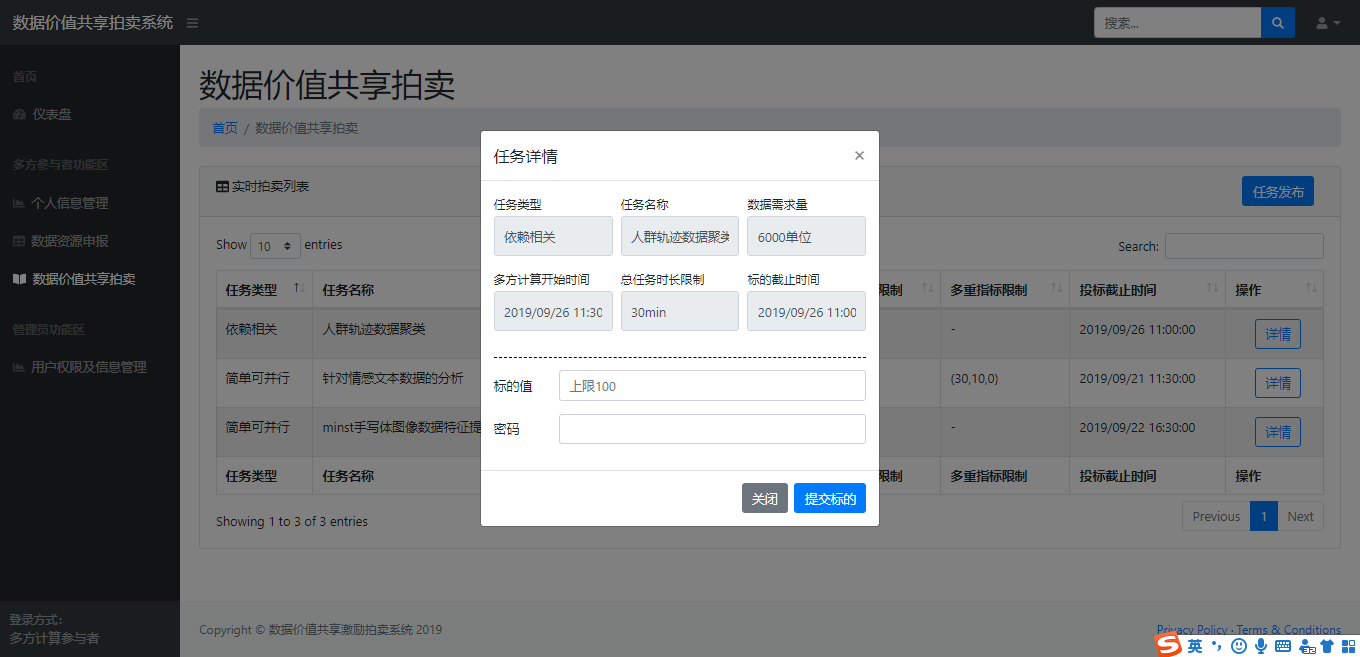 数据价值共享拍卖系统
搜索...
首页
仪表盘
多方参与者功能区
个人信息管理
数据资源申报
数据价值共享拍卖
管理员功能区
用户权限及信息管理
登录方式：
多方计算参与者
数据价值共享拍卖
首页 / 数据价值共享拍卖
实时拍卖列表
任务发布
Show 10 entries
Search:
任务类型 任务名称 限制 多重指标限制 投标截止时间 操作
依赖相关 人群轨迹数据聚类 - 2019/09/26 11:00:00 详情
简单可并行 针对情感文本数据的分析 (30,10,0) 2019/09/21 11:30:00 详情
简单可并行 minst手写体图像数据特征提 - 2019/09/22 16:30:00 详情
任务类型 任务名称 限制 多重指标限制 投标截止时间 操作
Showing 1 to 3 of 3 entries
Previous 1 Next
任务详情 ×
任务类型 任务名称 数据需求量
依赖相关 人群轨迹数据聚类 6000单位
多方计算开始时间 总任务时长限制 标的截止时间
2019/09/26 11:30 30min 2019/09/26 11:00
标的值 上限100
密码
关闭 提交标的
Copyright © 数据价值共享激励拍卖系统 2019
Privacy Policy · Terms & Conditions
S 英